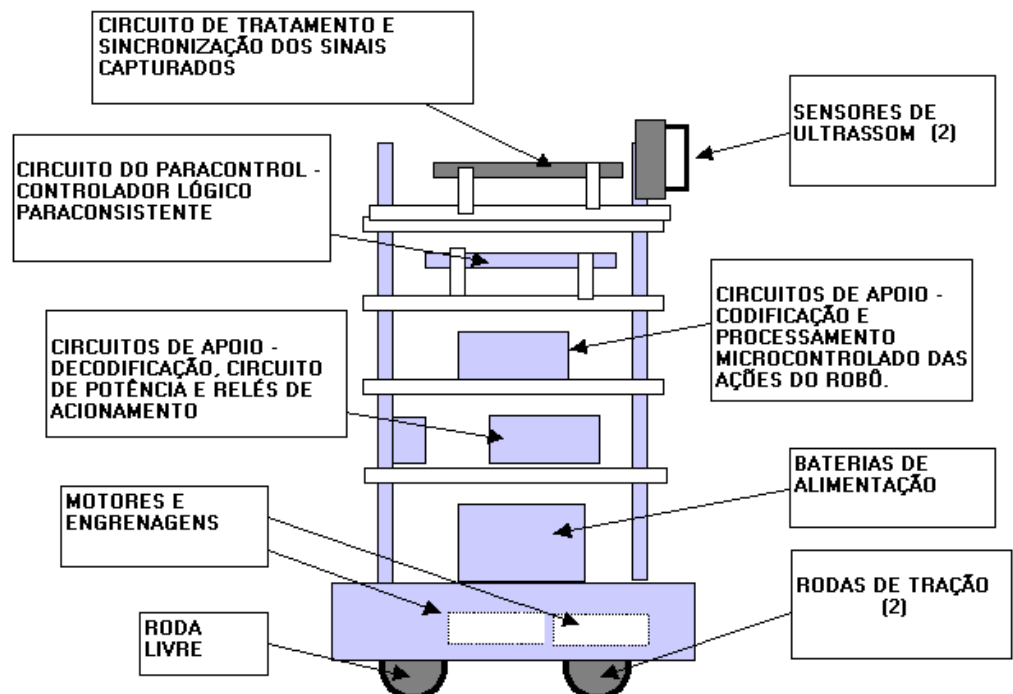 CIRCUITO DE TRATAMENTO E
SINCRONIZAÇÃO DOS SINAIS
CAPTURADOS
SENSORES DE
ULTRASSOM (2)
CIRCUITO DO PARACONTROL -
CONTROLADOR LÓGICO
PARACONSISTENTE
CIRCUITOS DE APOIO -
CODIFICAÇÃO E
PROCESSAMENTO
MICROCONTROLADO DAS
AÇÕES DO ROBÔ.
CIRCUITOS DE APOIO -
DECODIFICAÇÃO, CIRCUITO
DE POTÊNCIA E RELÉS DE
ACIONAMENTO
BATERIAS DE
ALIMENTAÇÃO
MOTORES E
ENGRENAGENS
RODAS DE TRAÇÃO
(2)
RODA
LIVRE